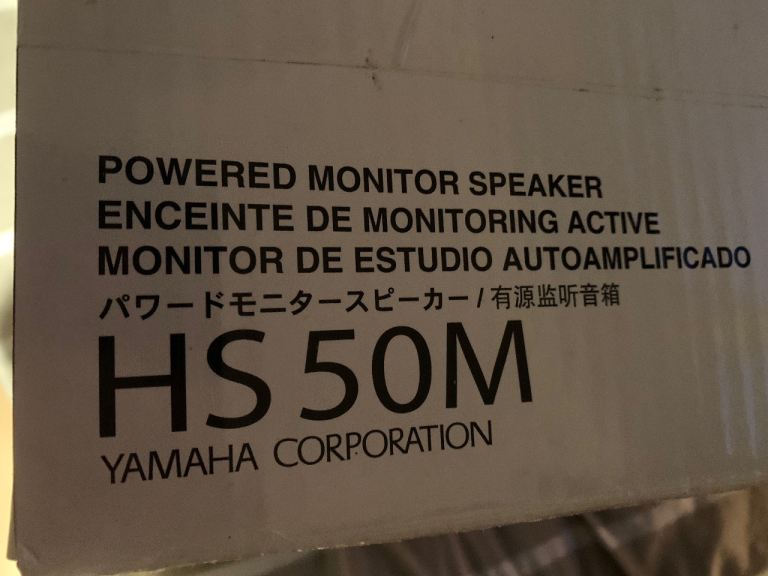 POWERED MONITOR SPEAKER
ENCEINTE DE MONITORING ACTIVE
MONITOR DE ESTUDIO AUTOAMPLIFICADO
パワードモニタースピーカー / 有源监听音箱
HS 50M
YAMAHA CORPORATION